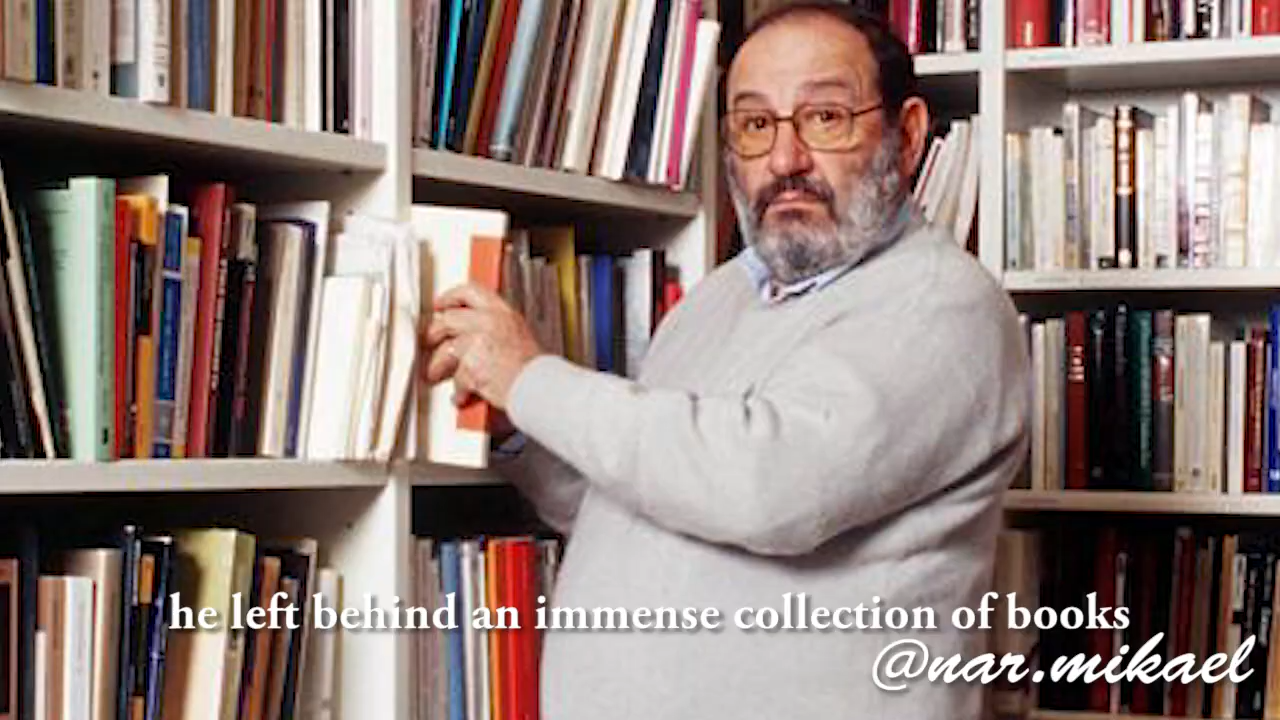 he left behind an immense collection of books
@nar.mikael